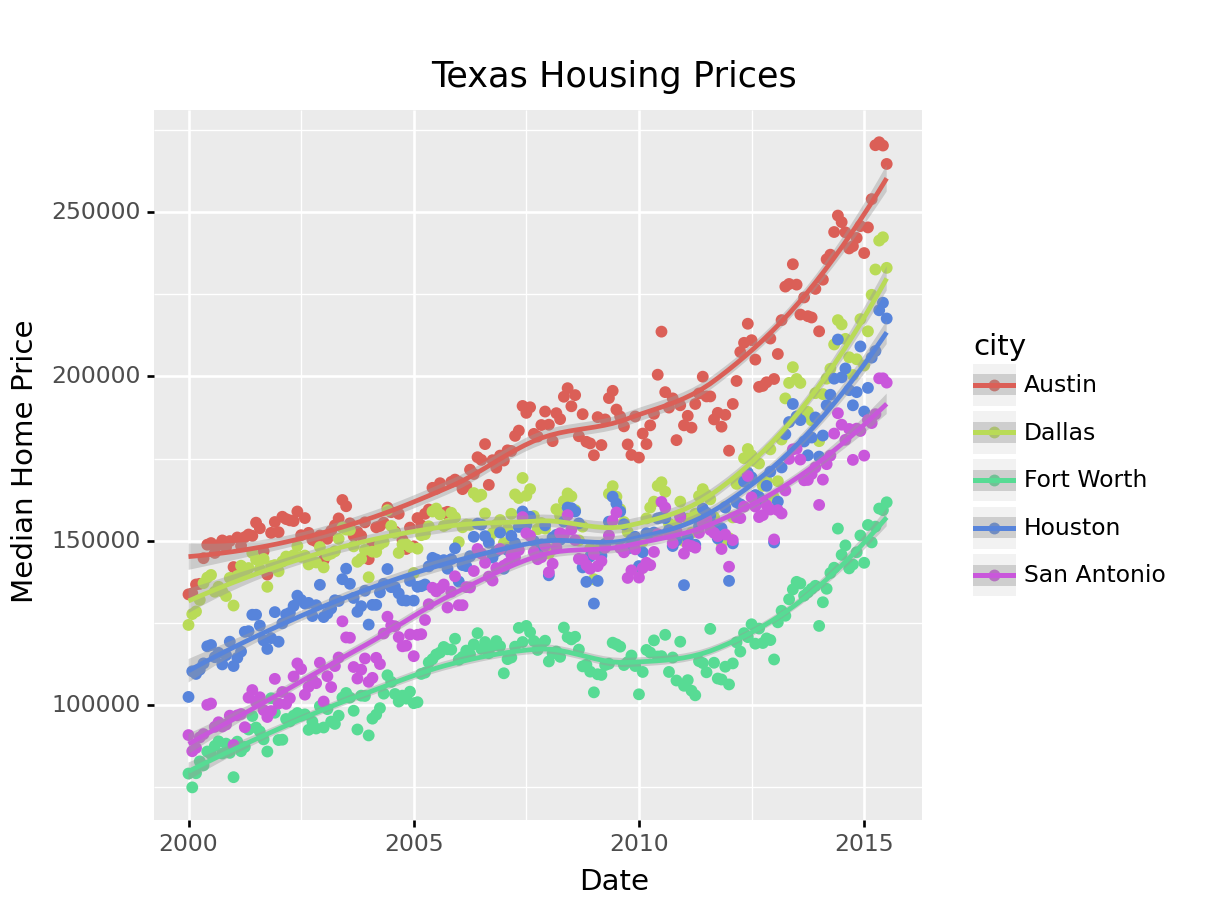 Texas Housing Prices
Median Home Price
250000
200000
150000
100000
2000
2005
2010
2015
Date
city
Austin
Dallas
Fort Worth
Houston
San Antonio